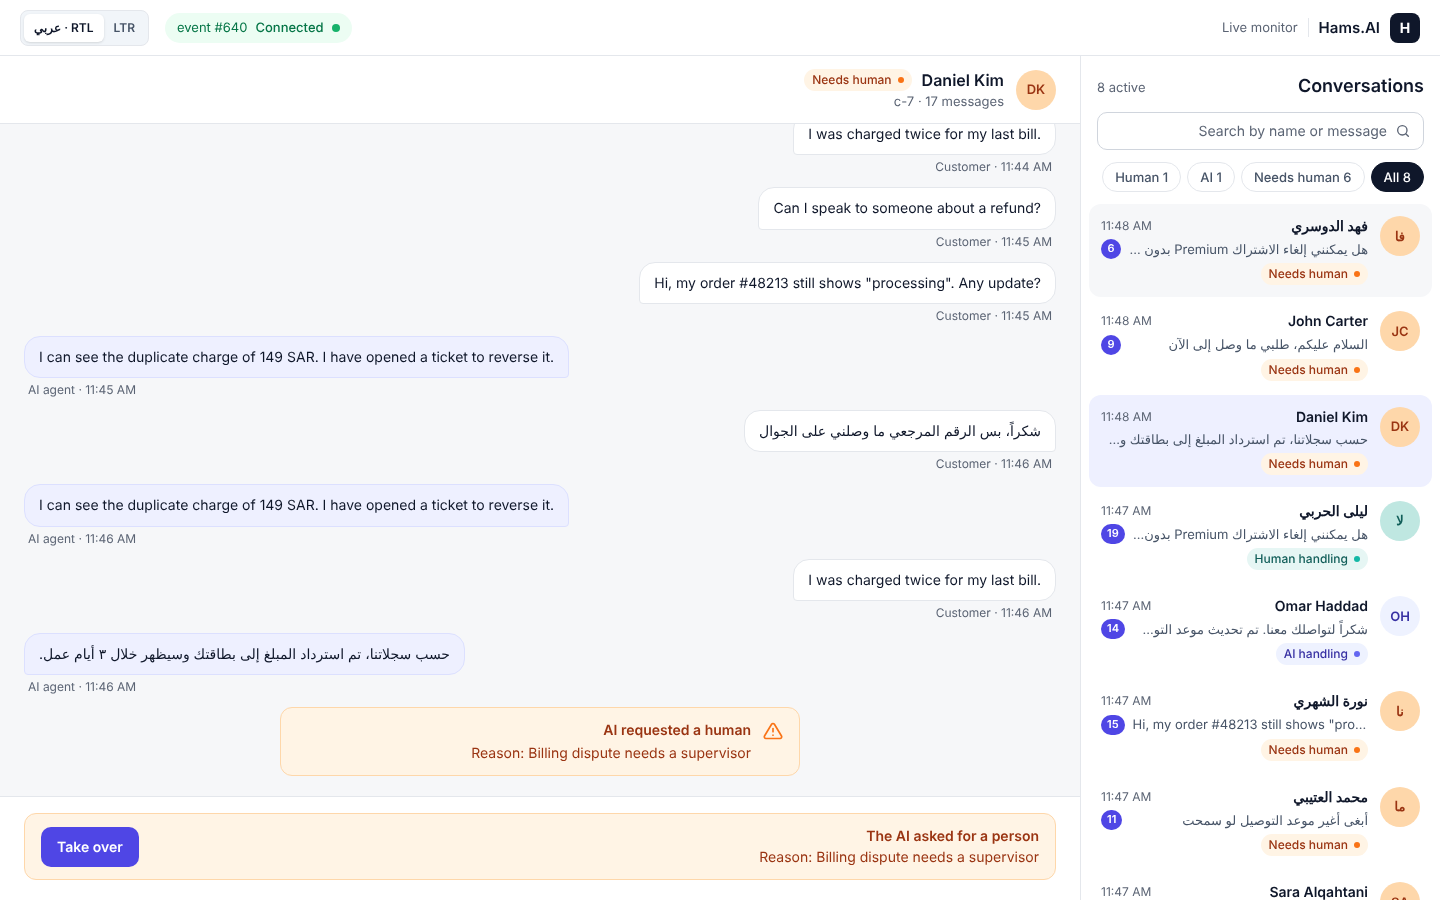 H
Hams.AI
Live monitor
event #640 Connected
عربي · RTL
LTR
Conversations
8 active
Search by name or message
All 8
Needs human 6
AI 1
Human 1
فا
فهد الدوسري
11:48 AM
هل يمكنني إلغاء الاشتراك Premium بدون ...
6
Needs human
JC
John Carter
11:48 AM
السلام عليكم، طلبي ما وصل إلى الآن
9
Needs human
DK
Daniel Kim
11:48 AM
حسب سجلاتنا، تم استرداد المبلغ إلى بطاقتك و...
Needs human
لا
ليلى الحربي
11:47 AM
هل يمكنني إلغاء الاشتراك Premium بدون...
19
Human handling
OH
Omar Haddad
11:47 AM
شكراً لتواصلك معنا. تم تحديث موعد التو...
14
AI handling
نا
نورة الشهري
11:47 AM
Hi, my order #48213 still shows "pro...
15
Needs human
ما
محمد العتيبي
11:47 AM
أبغى أغير موعد التوصيل لو سمحت
11
Needs human
Sara Alqahtani
11:47 AM
DK
Daniel Kim
Needs human
c-7 · 17 messages
I was charged twice for my last bill.
Customer · 11:44 AM
Can I speak to someone about a refund?
Customer · 11:45 AM
Hi, my order #48213 still shows "processing". Any update?
Customer · 11:45 AM
I can see the duplicate charge of 149 SAR. I have opened a ticket to reverse it.
AI agent · 11:45 AM
شكراً، بس الرقم المرجعي ما وصلني على الجوال
Customer · 11:46 AM
I can see the duplicate charge of 149 SAR. I have opened a ticket to reverse it.
AI agent · 11:46 AM
I was charged twice for my last bill.
Customer · 11:46 AM
حسب سجلاتنا، تم استرداد المبلغ إلى بطاقتك وسيظهر خلال ٣ أيام عمل.
AI agent · 11:46 AM
AI requested a human
Reason: Billing dispute needs a supervisor
The AI asked for a person
Reason: Billing dispute needs a supervisor
Take over